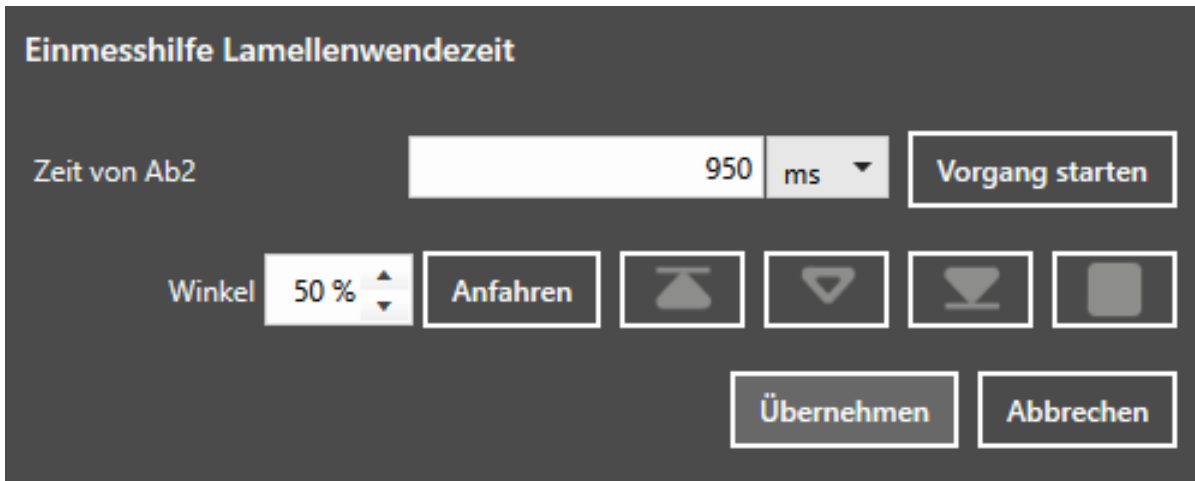 Einmesshilfe Lamellenwendezeit
Zeit von Ab2 950 ms Vorgang starten
Winkel 50 % Anfahren
Übernehmen Abbrechen